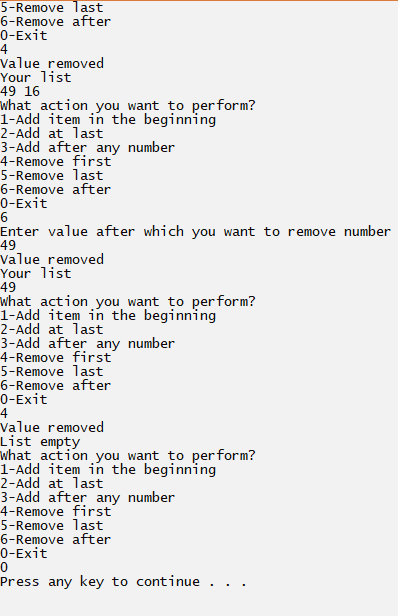 5-Remove last
6-Remove after
0-Exit
4
Value removed
Your list
49 16
What action you want to perform?
1-Add item in the beginning
2-Add at last
3-Add after any number
4-Remove first
5-Remove last
6-Remove after
0-Exit
6
Enter value after which you want to remove number
49
Value removed
Your list
49
What action you want to perform?
1-Add item in the beginning
2-Add at last
3-Add after any number
4-Remove first
5-Remove last
6-Remove after
0-Exit
4
Value removed
List empty
What action you want to perform?
1-Add item in the beginning
2-Add at last
3-Add after any number
4-Remove first
5-Remove last
6-Remove after
0-Exit
0
Press any key to continue . . .